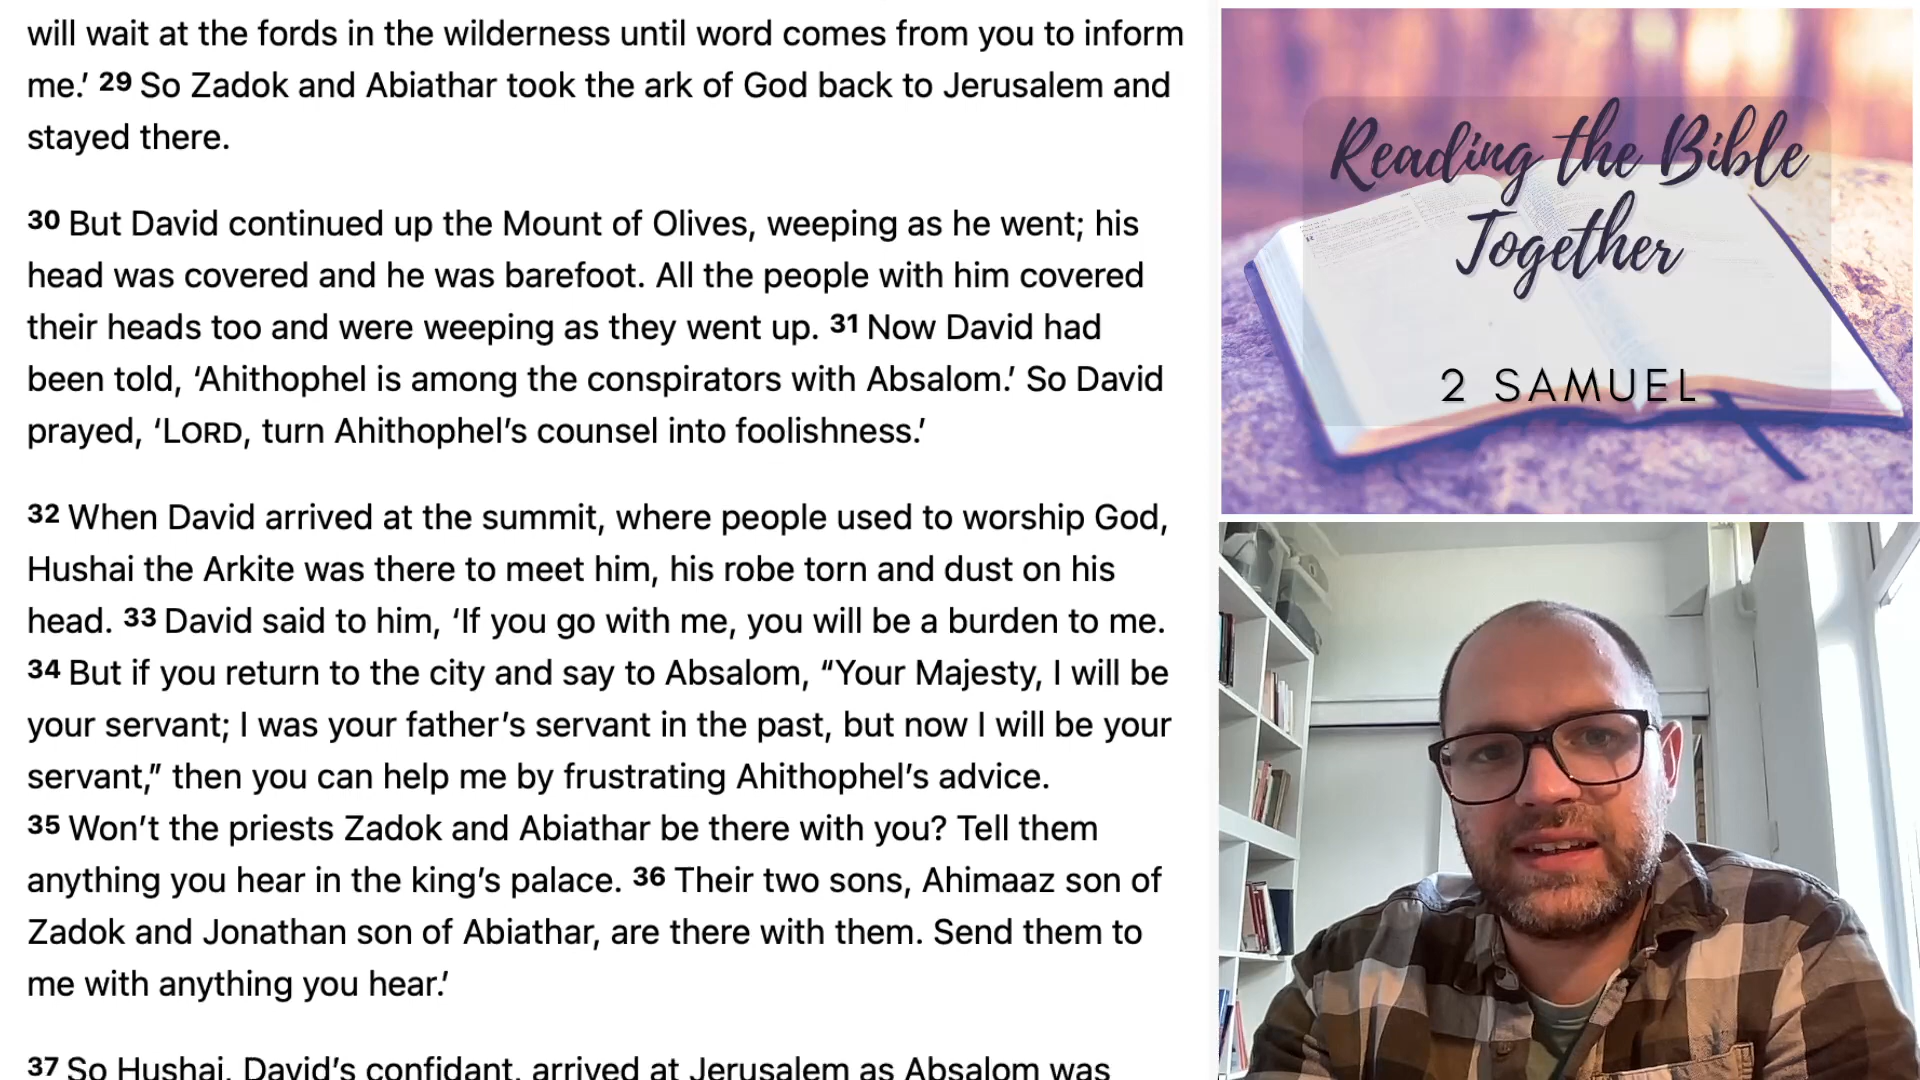 will wait at the fords in the wilderness until word comes from you to inform
me.’ 29 So Zadok and Abiathar took the ark of God back to Jerusalem and
stayed there.
30 But David continued up the Mount of Olives, weeping as he went; his
head was covered and he was barefoot. All the people with him covered
their heads too and were weeping as they went up. 31 Now David had
been told, ‘Ahithophel is among the conspirators with Absalom.’ So David
prayed, ‘LORD, turn Ahithophel’s counsel into foolishness.’
32 When David arrived at the summit, where people used to worship God,
Hushai the Arkite was there to meet him, his robe torn and dust on his
head. 33 David said to him, ‘If you go with me, you will be a burden to me.
34 But if you return to the city and say to Absalom, “Your Majesty, I will be
your servant; I was your father’s servant in the past, but now I will be your
servant,” then you can help me by frustrating Ahithophel’s advice.
35 Won’t the priests Zadok and Abiathar be there with you? Tell them
anything you hear in the king’s palace. 36 Their two sons, Ahimaaz son of
Zadok and Jonathan son of Abiathar, are there with them. Send them to
me with anything you hear.’
37 So Hushai, David’s confidant, arrived at Jerusalem as Absalom was
Reading the Bible
Together
2 SAMUEL